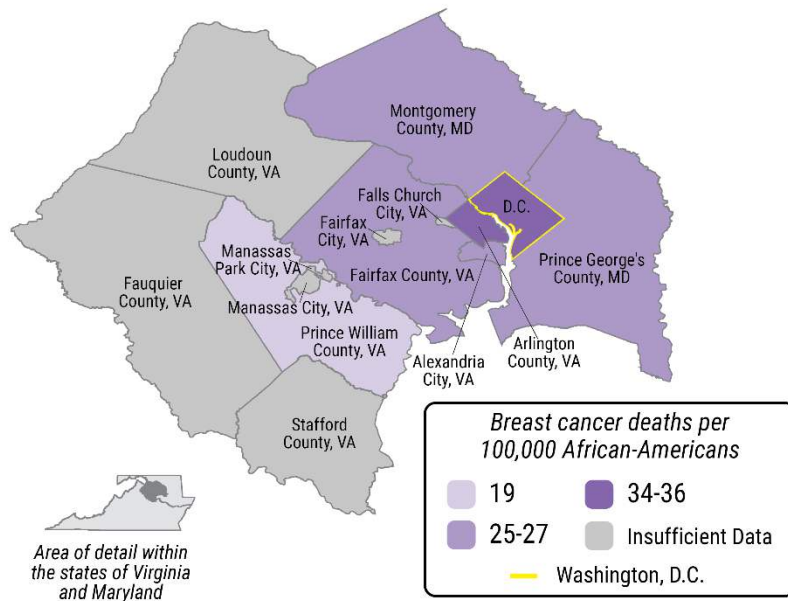 Montgomery
County, MD
Loudoun
County, VA
Falls Church
City, VA
D.C.
Fairfax
City, VA
Manassas
Park City, VA
Fairfax County, VA
Prince George's
County, MD
Fauquier
County, VA
Manassas City, VA
Prince William
County, VA
Arlington
County, VA
Alexandria
City, VA
Stafford
County, VA
Breast cancer deaths per
100,000 African-Americans
19
34-36
25-27
Insufficient Data
Washington, D.C.
Area of detail within
the states of Virginia
and Maryland